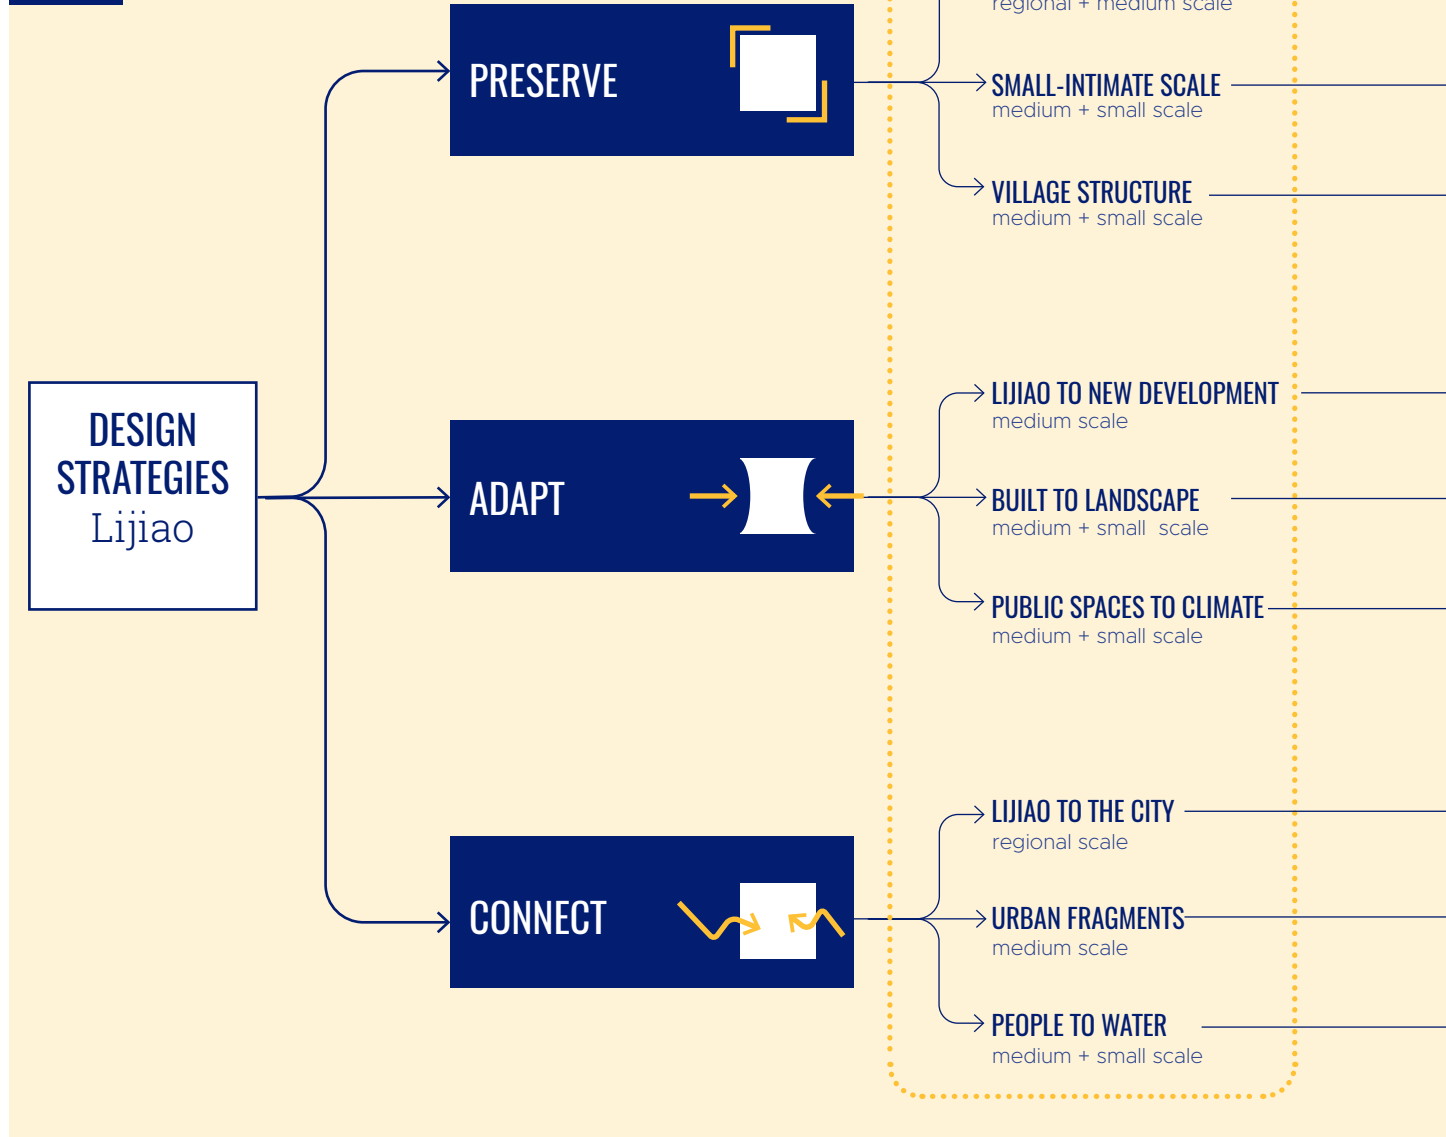 regional + medium scale
PRESERVE
SMALL-INTIMATE SCALE
medium + small scale
VILLAGE STRUCTURE
medium + small scale
DESIGN
STRATEGIES
Lijiao
ADAPT
LIJIAO TO NEW DEVELOPMENT
medium scale
BUILT TO LANDSCAPE
medium + small  scale
PUBLIC SPACES TO CLIMATE
medium + small scale
CONNECT
LIJIAO TO THE CITY
regional scale
URBAN FRAGMENTS
medium scale
PEOPLE TO WATER
medium + small scale